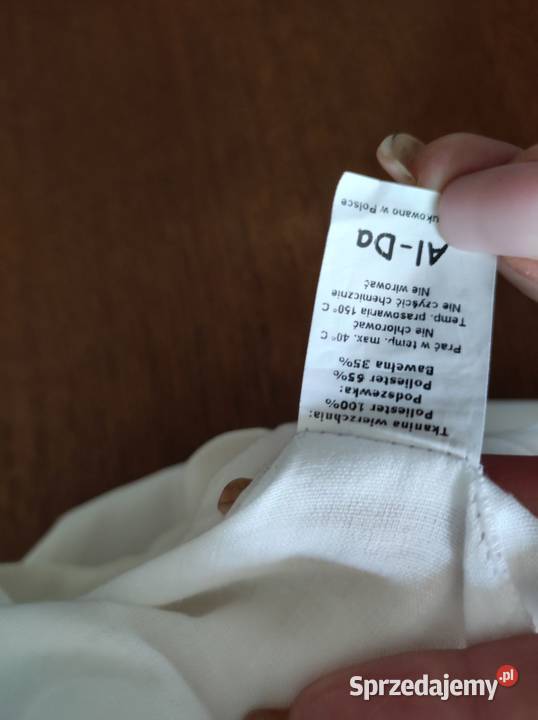 Tkanina wierzchnia:
Poliester 100%
Podszewka:
Poliester 65%
Bawełna 35%
Prać w temp. max. 40° C
Nie chlorować
Temp. prasowania 150° C
Nie czyścić chemicznie
Nie wirować
Al-Da
ukowano w Polsce
Sprzedajemy.pl